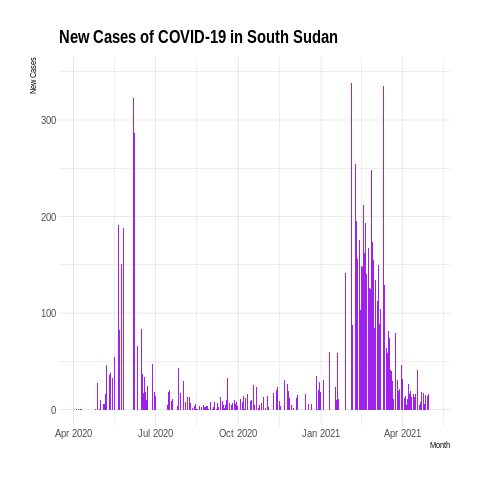 New Cases of COVID-19 in South Sudan
New Cases
300
200
100
0
Apr 2020 Jul 2020 Oct 2020 Jan 2021 Apr 2021
Month